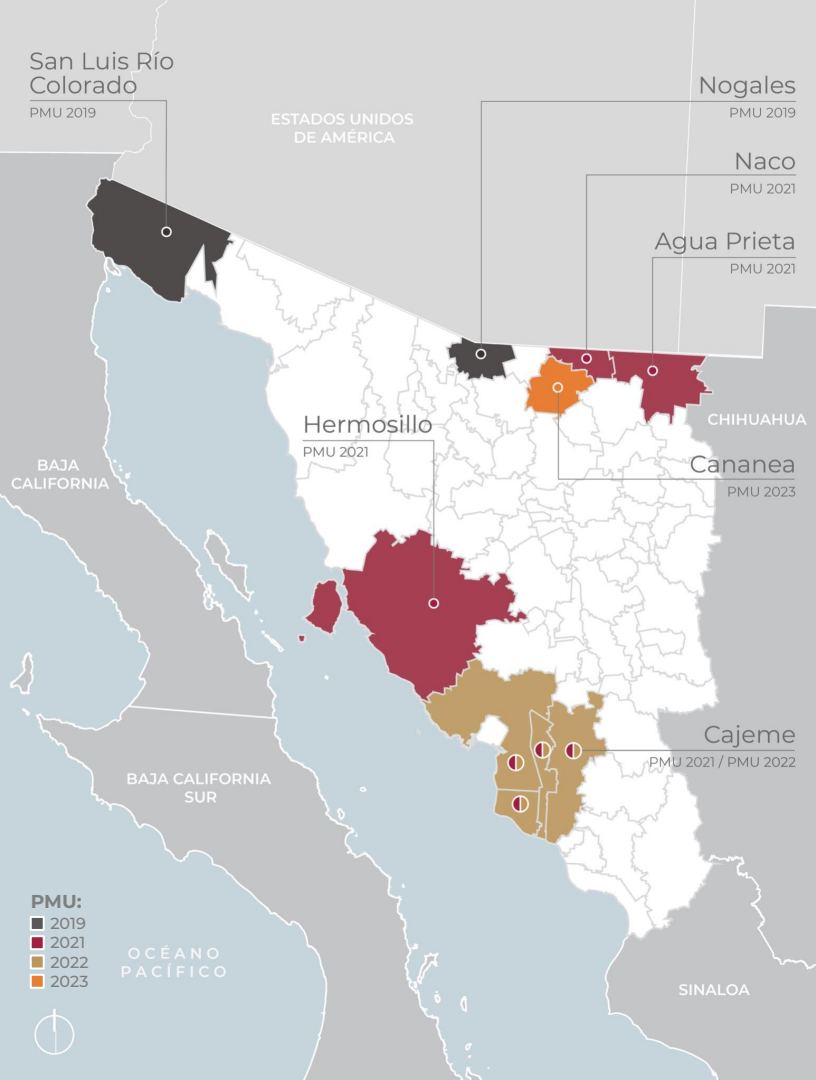 San Luis Río
Colorado
PMU 2019
ESTADOS UNIDOS
DE AMÉRICA
Nogales
PMU 2019
Naco
PMU 2021
Agua Prieta
PMU 2021
CHIHUAHUA
Hermosillo
PMU 2021
BAJA
CALIFORNIA
Cananea
PMU 2023
Cajeme
PMU 2021 / PMU 2022
BAJA CALIFORNIA
SUR
PMU:
2019
2021
2022
2023
OCÉANO
PACÍFICO
SINALOA